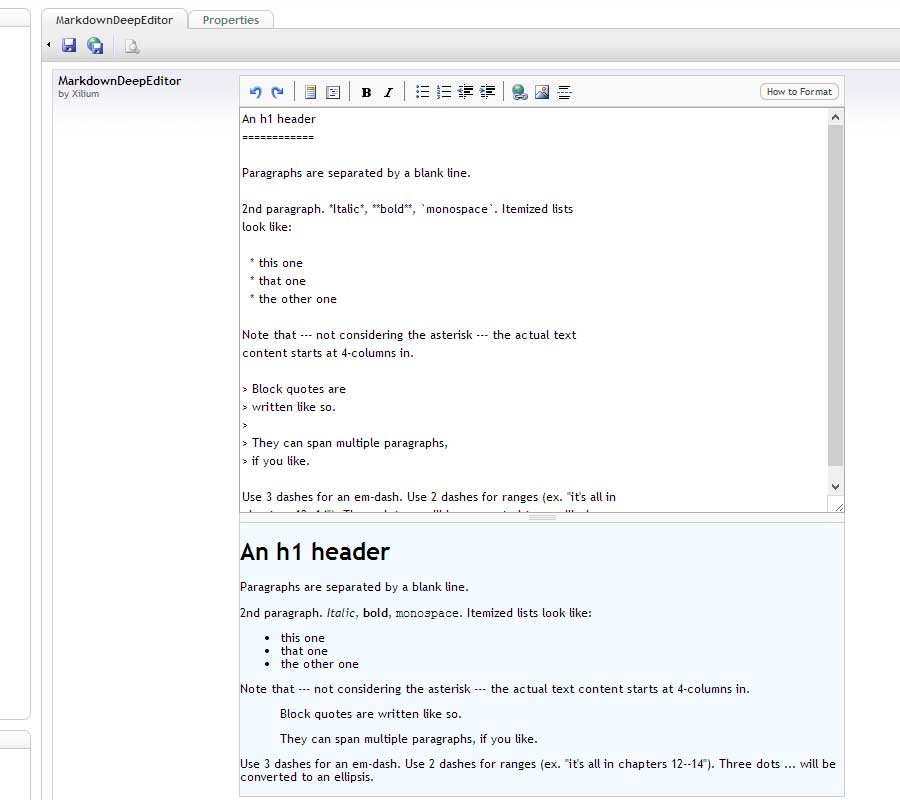 MarkdownDeepEditor
Properties
MarkdownDeepEditor
by Xilium
B I
How to Format
An h1 header
============
Paragraphs are separated by a blank line.
2nd paragraph. *Italic*, **bold**, `monospace`. Itemized lists
look like:
* this one
* that one
* the other one
Note that --- not considering the asterisk --- the actual text
content starts at 4-columns in.
> Block quotes are
> written like so.
>
> They can span multiple paragraphs,
> if you like.
Use 3 dashes for an em-dash. Use 2 dashes for ranges (ex. "it's all in
An h1 header
Paragraphs are separated by a blank line.
2nd paragraph. Italic, bold, monospace. Itemized lists look like:
• this one
• that one
• the other one
Note that --- not considering the asterisk --- the actual text content starts at 4-columns in.
Block quotes are written like so.
They can span multiple paragraphs, if you like.
Use 3 dashes for an em-dash. Use 2 dashes for ranges (ex. "it's all in chapters 12--14"). Three dots ... will be
converted to an ellipsis.